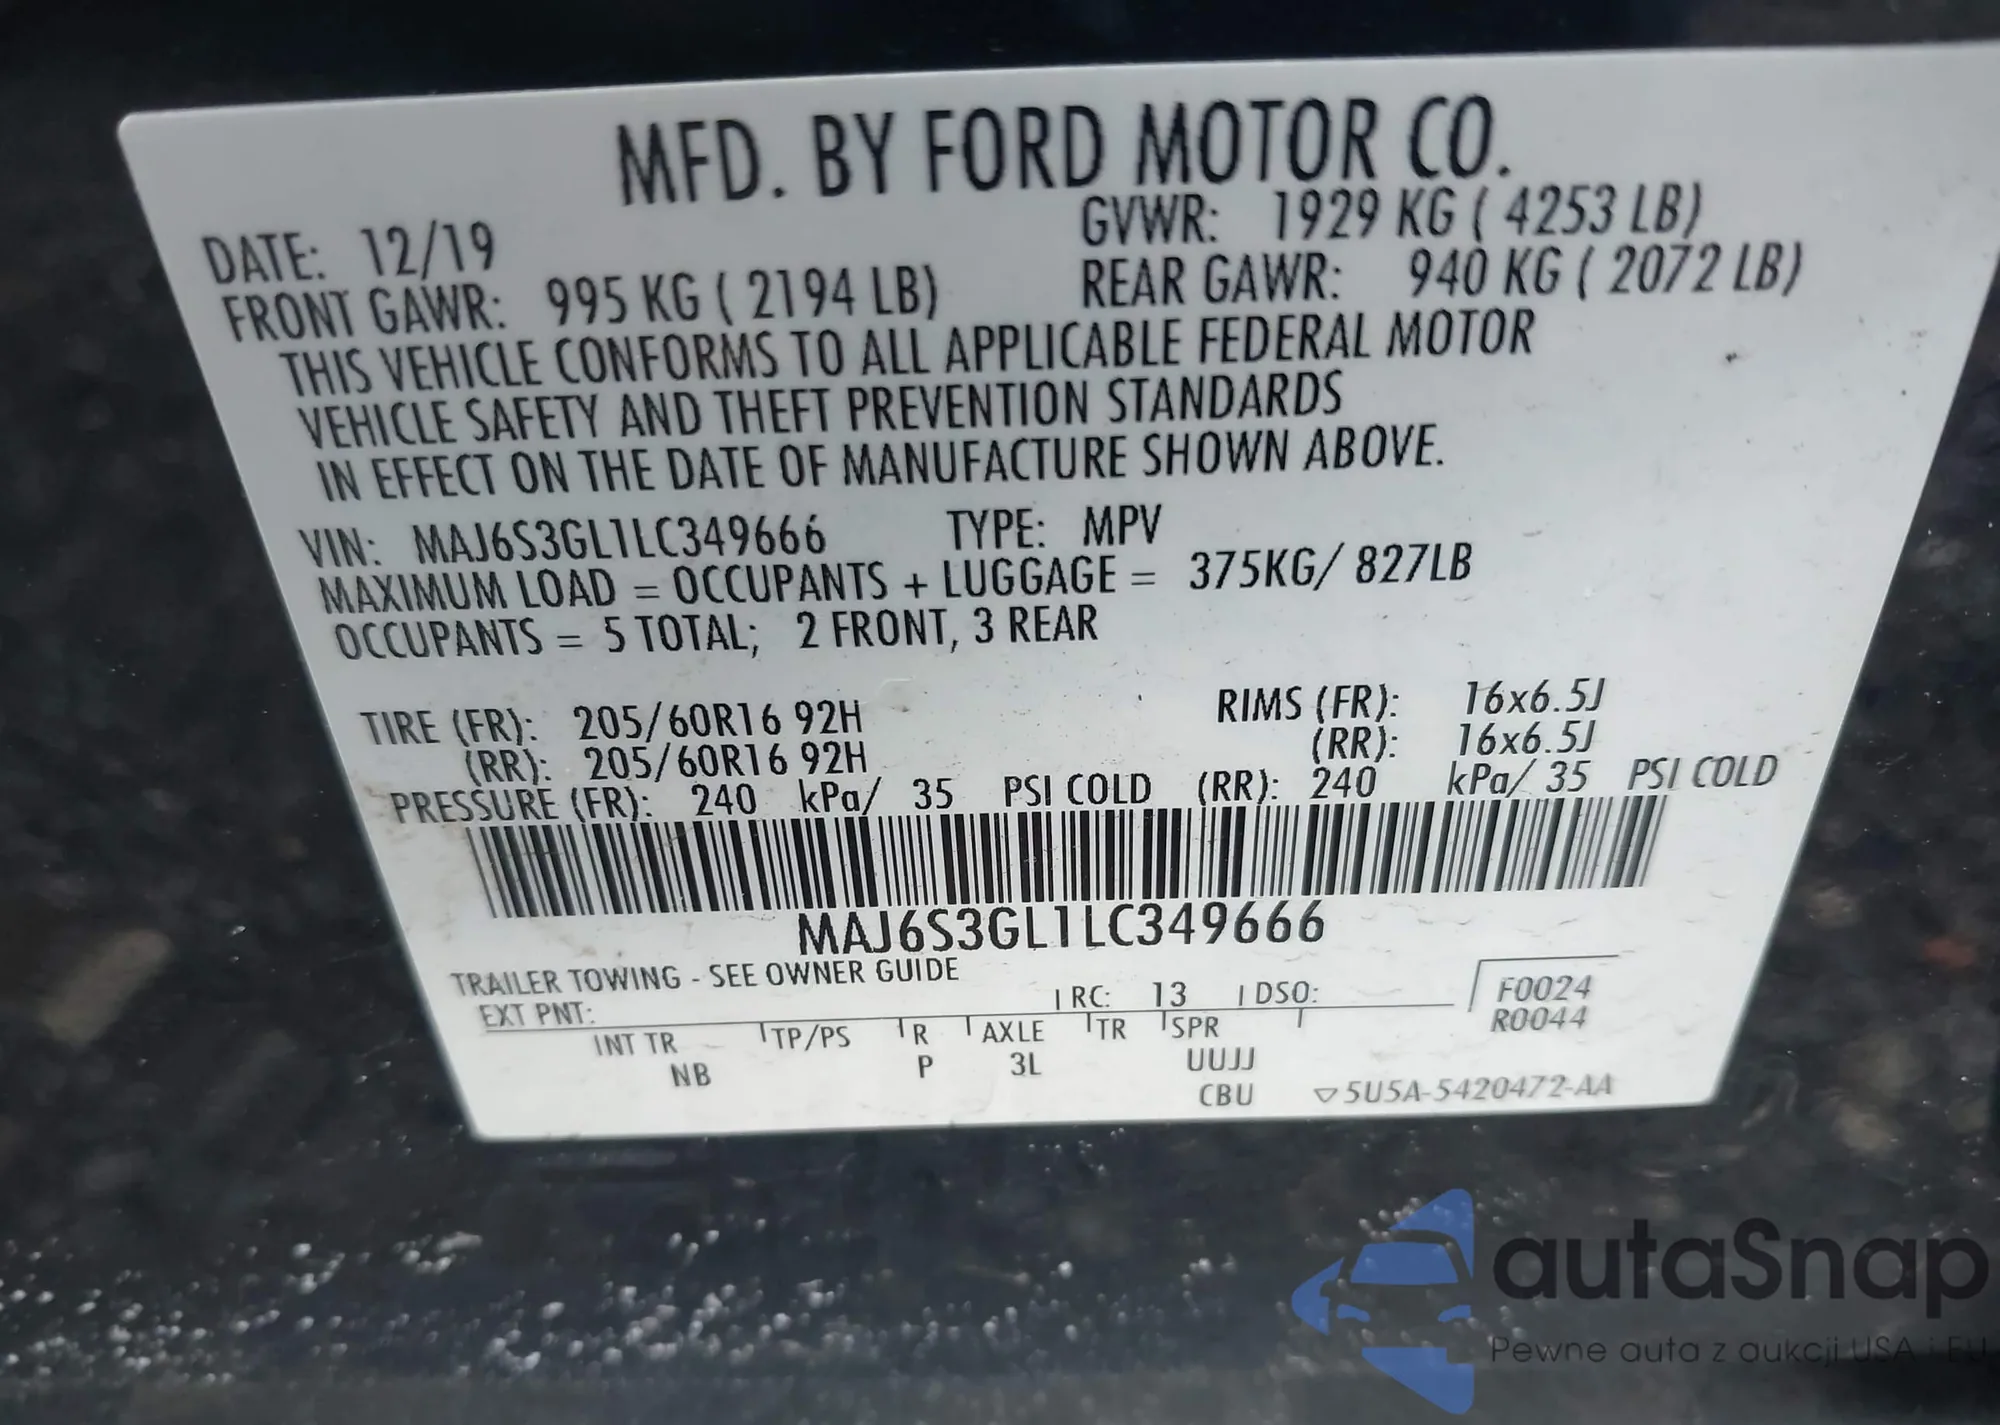 MFD. BY FORD MOTOR CO.
DATE: 12/19 GVWR: 1929 KG ( 4253 LB)
FRONT GAWR: 995 KG ( 2194 LB) REAR GAWR: 940 KG ( 2072 LB)
THIS VEHICLE CONFORMS TO ALL APPLICABLE FEDERAL MOTOR
VEHICLE SAFETY AND THEFT PREVENTION STANDARDS
IN EFFECT ON THE DATE OF MANUFACTURE SHOWN ABOVE.
VIN: MAJ6S3GL1LC349666 TYPE: MPV
MAXIMUM LOAD = OCCUPANTS + LUGGAGE = 375KG/ 827LB
OCCUPANTS = 5 TOTAL; 2 FRONT, 3 REAR
TIRE (FR): 205/60R16 92H RIMS (FR): 16x6.5J
(RR): 205/60R16 92H (RR): 16x6.5J
PRESSURE (FR): 240 kPa/ 35 PSI COLD (RR): 240 kPa/ 35 PSI COLD
MAJ6S3GL1LC349666
TRAILER TOWING - SEE OWNER GUIDE
EXT PNT: RC: 13 DSO: F0024
R0044
INT TR TP/PS R AXLE TR SPR
NB P 3L UUJJ
CBU ▽5U5A-5420472-AA
autaSnap
Pewne auta z aukcji USA i EU